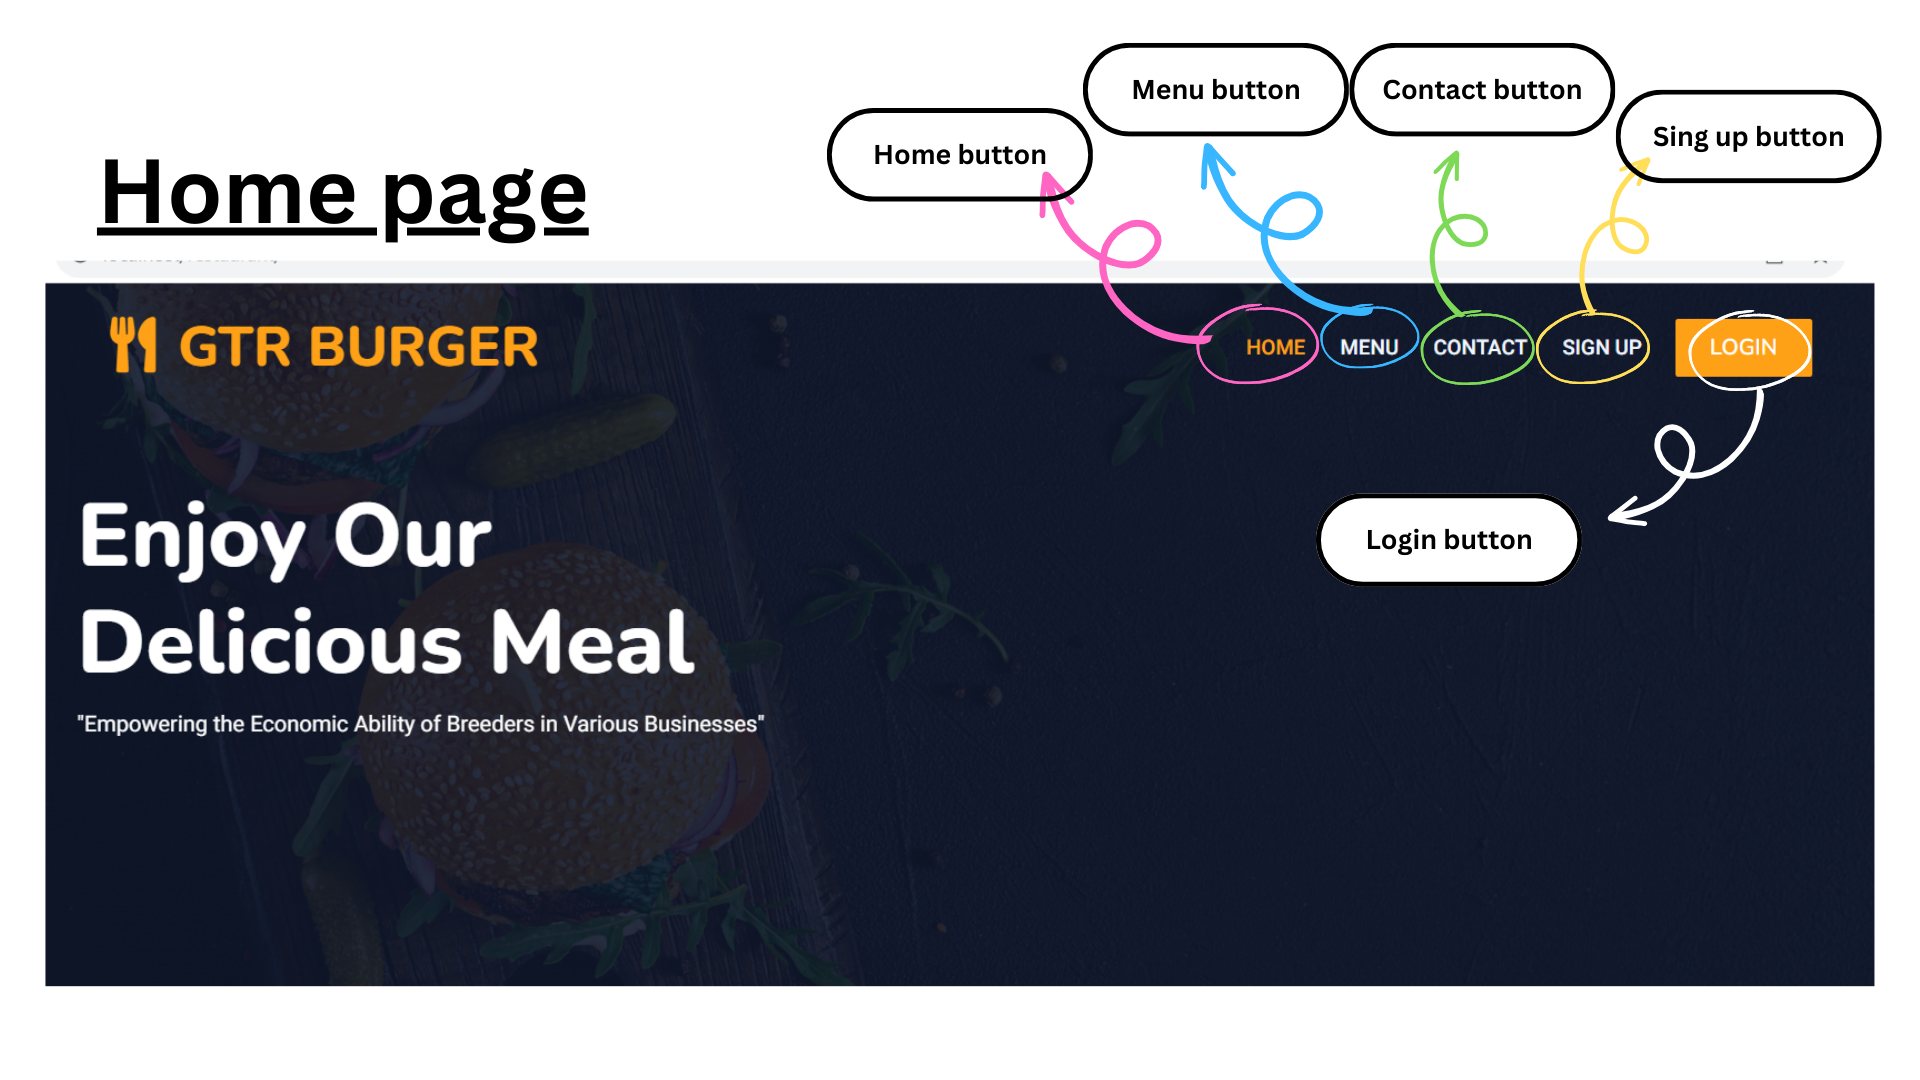 Menu button
Contact button
Sing up button
Home button
Home page
GTR BURGER
HOME
MENU
CONTACT
SIGN UP
LOGIN
Enjoy Our
Delicious Meal
Login button
"Empowering the Economic Ability of Breeders in Various Businesses"